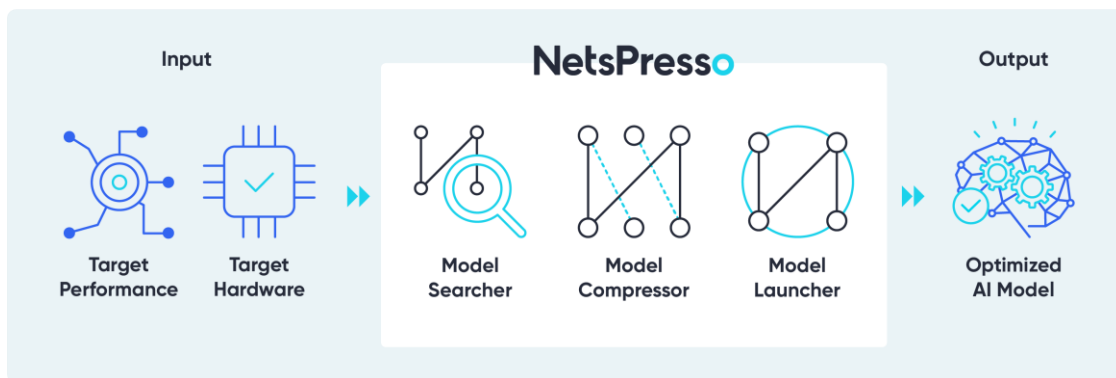 Input
NetsPresso
Output
Target
Performance
Target
Hardware
Model
Searcher
Model
Compressor
Model
Launcher
Optimized
AI Model